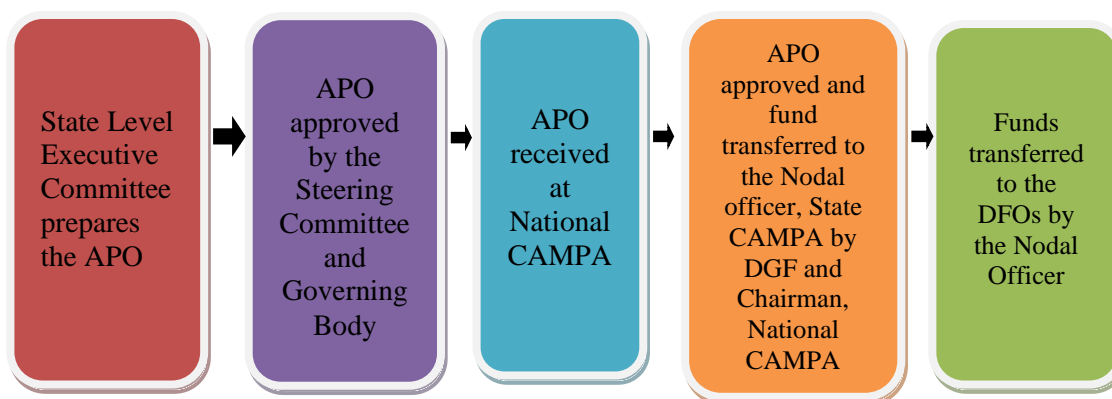 State Level
Executive
Committee
prepares
the APO
APO
approved
by the
Steering
Committee
and
Governing
Body
APO
received
at
National
CAMPA
APO
approved and
fund
transferred to
the Nodal
officer, State
CAMPA by
DGF and
Chairman,
National
CAMPA
Funds
transferred
to the
DFOs by
the Nodal
Officer